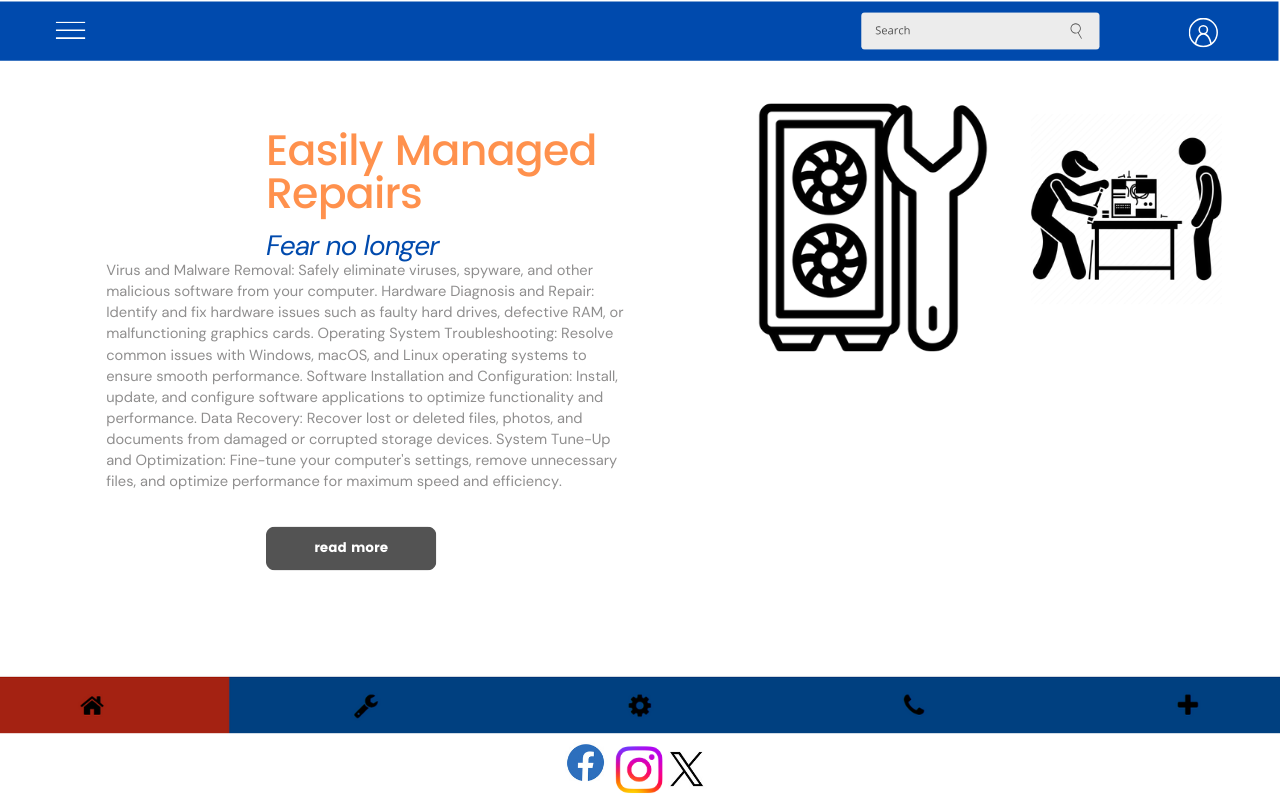 Search
Easily Managed
Repairs
Fear no longer
Virus and Malware Removal: Safely eliminate viruses, spyware, and other
malicious software from your computer. Hardware Diagnosis and Repair:
Identify and fix hardware issues such as faulty hard drives, defective RAM, or
malfunctioning graphics cards. Operating System Troubleshooting: Resolve
common issues with Windows, macOS, and Linux operating systems to
ensure smooth performance. Software Installation and Configuration: Install,
update, and configure software applications to optimize functionality and
performance. Data Recovery: Recover lost or deleted files, photos, and
documents from damaged or corrupted storage devices. System Tune-Up
and Optimization: Fine-tune your computer's settings, remove unnecessary
files, and optimize performance for maximum speed and efficiency.
read more